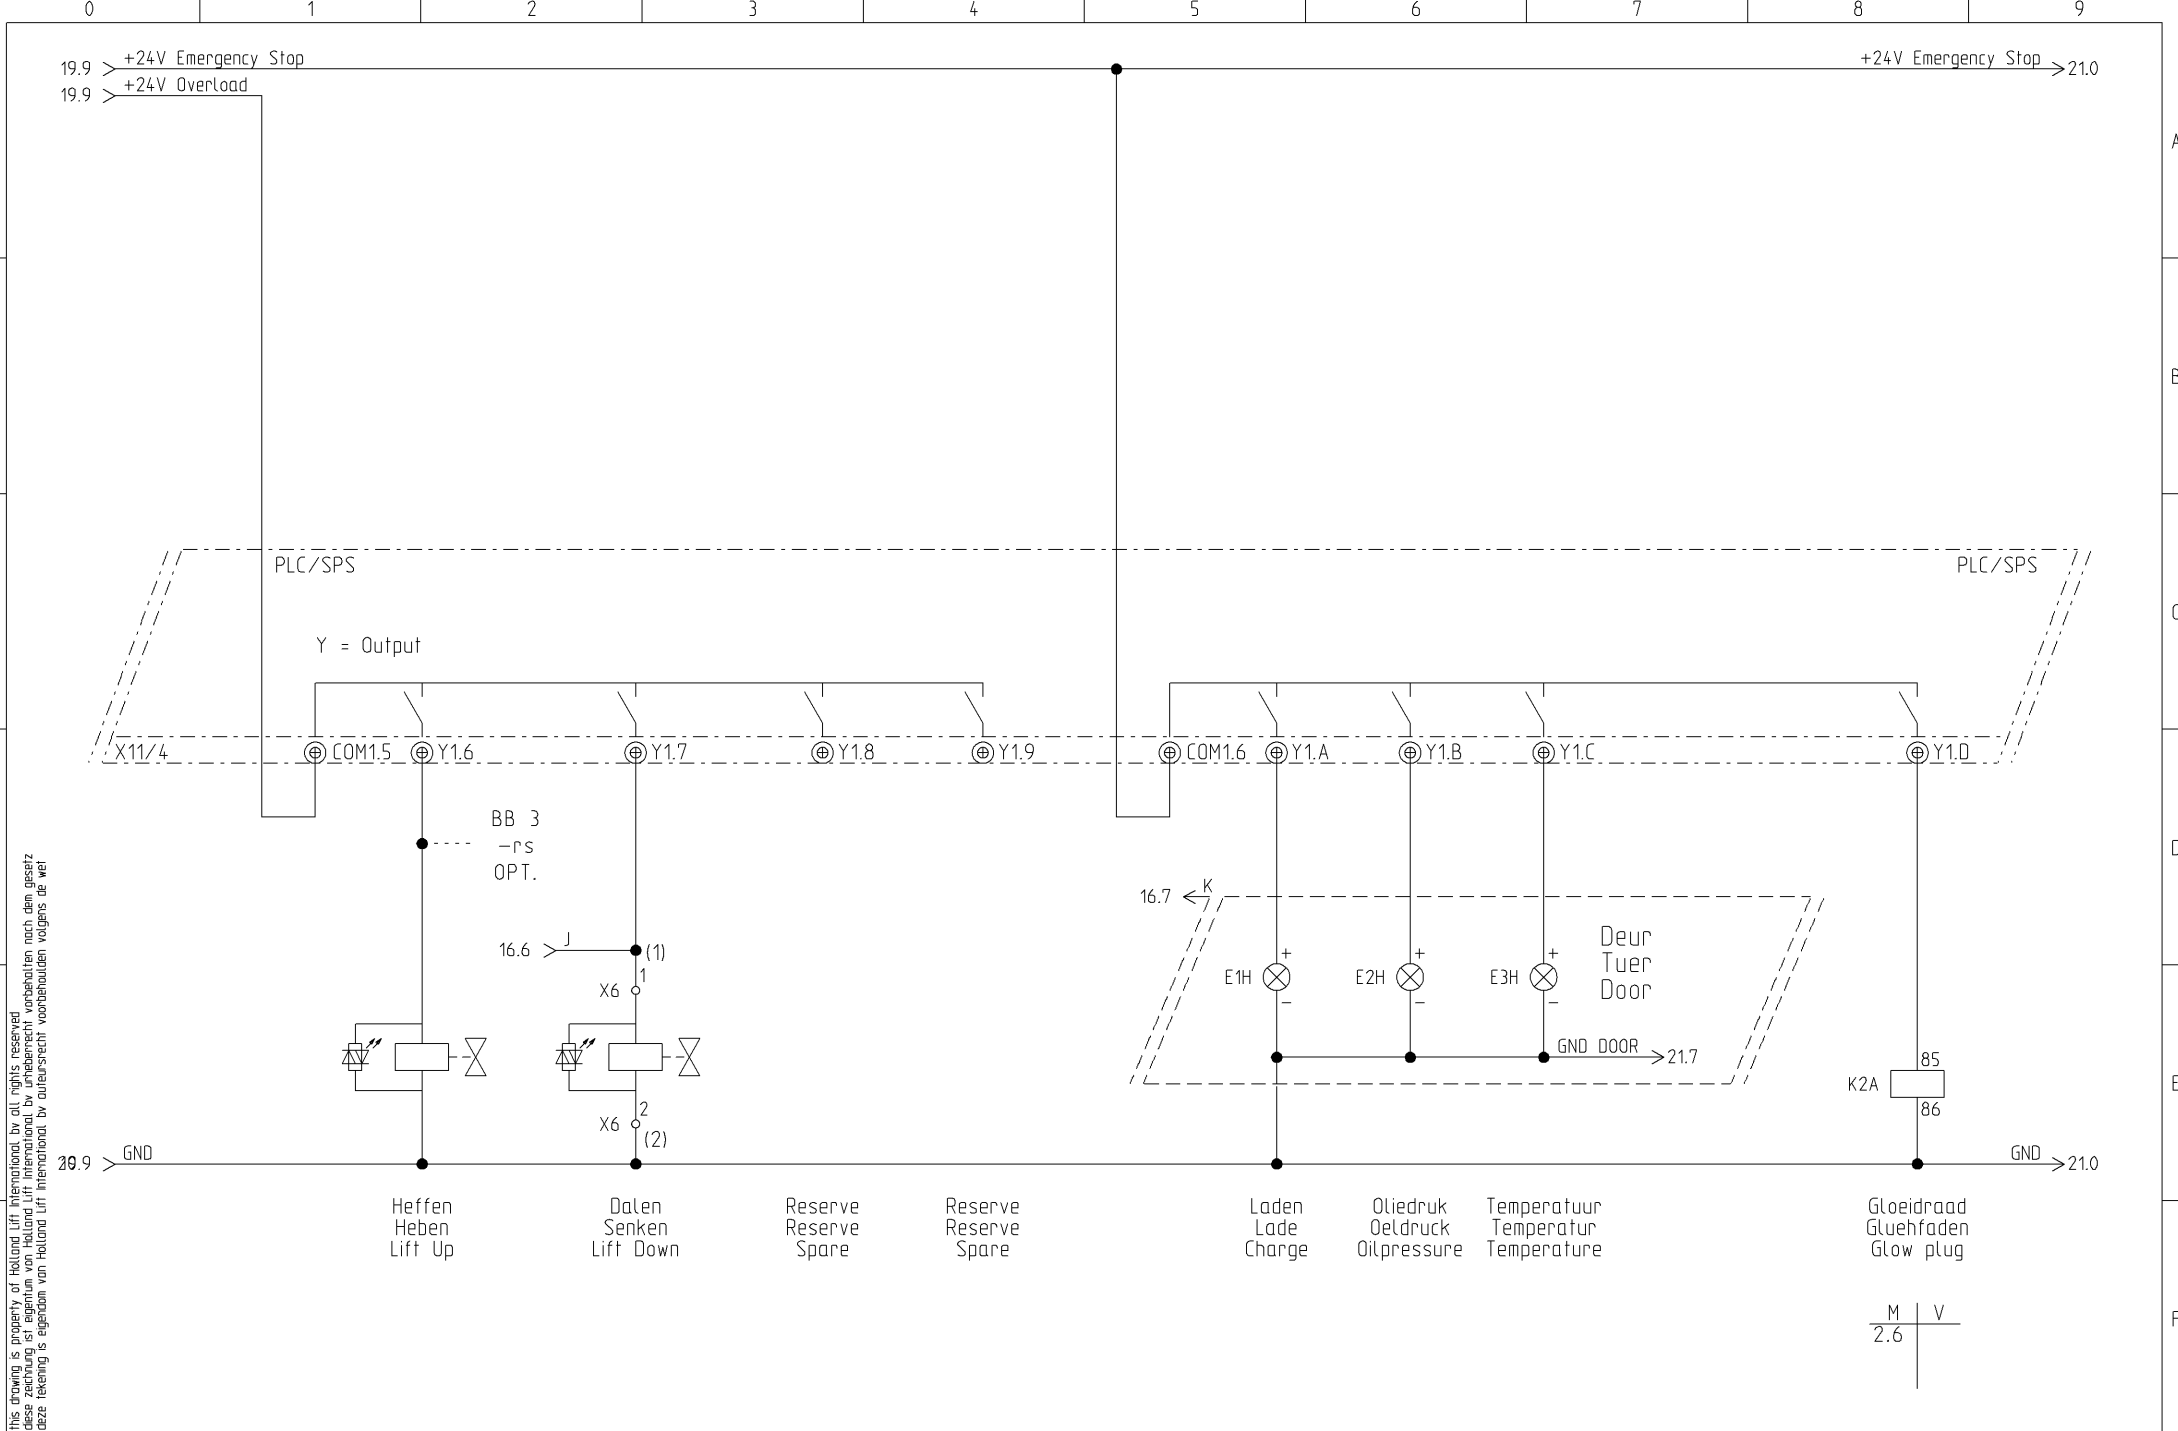 0 1 2 3 4 5 6 7 8 9
19.9 +24V Emergency Stop +24V Emergency Stop 21.0
19.9 +24V Overload
A
B
PLC/SPS PLC/SPS
C
Y = Output
X11/4 COM1.5 Y1.6 Y1.7 Y1.8 Y1.9 COM1.6 Y1.A Y1.B Y1.C Y1.D
BB 3
-rs
OPT.
D
16.7 K
16.6 J (1)
Deur
Tuer
Door
1
X6
+ + +
E1H E2H E3H
- - -
GND DOOR 21.7
85
K2A
86
E
2
X6
(2)
GND GND 21.0
Heffen
Heben
Lift Up
Dalen
Senken
Lift Down
Reserve
Reserve
Spare
Reserve
Reserve
Spare
Laden
Lade
Charge
Oliedruk
Oeldruck
Oilpressure
Temperatuur
Temperatur
Temperature
Gloeidraad
Gluehfaden
Glow plug
M V
2.6
F
this drawing is property of Holland Lift International bv all rights reserved
diese zeichnung ist eigentum von Holland Lift International bv urheberrecht vorbehalten nach dem gesetz
deze tekening is eigendom van Holland Lift International bv auteursrecht voorbehoulden volgens de wet